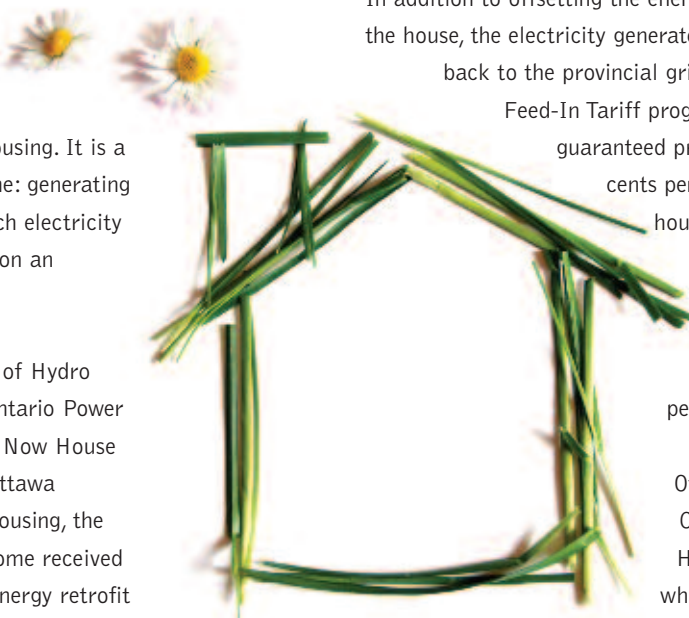 ousing. It is a
e: generating
ch electricity
on an
of Hydro
ntario Power
Now House
ttawa
ousing, the
ome received
nergy retrofit
In addition to offsetting the ener
the house, the electricity generate
back to the provincial gri
Feed-In Tariff prog
guaranteed pr
cents per
hou
pe
O
H
wh